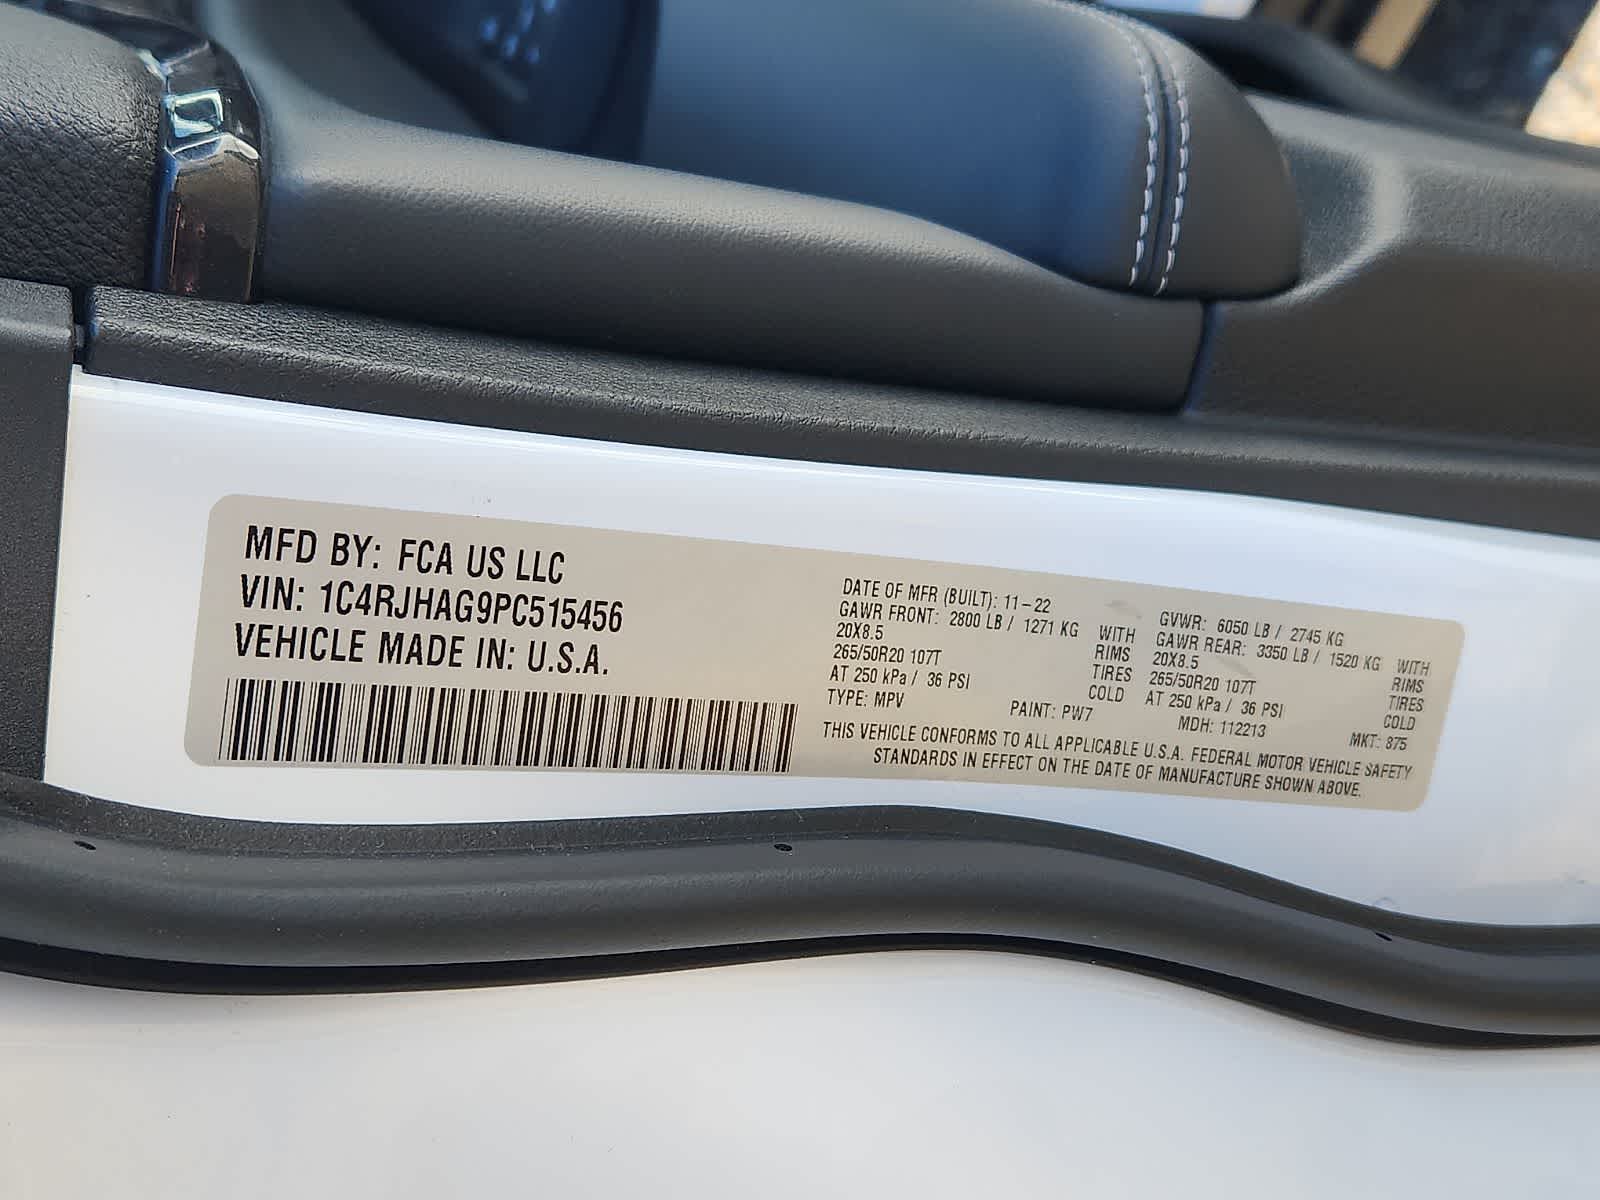 MFD BY: FCA US LLC
VIN: 1C4RJHAG9PC515456
VEHICLE MADE IN: U.S.A.
DATE OF MFR (BUILT): 11-22
GAWR FRONT: 2800 LB / 1271 KG WITH
20X8.5 RIMS
265/50R20 107T TIRES
AT 250 kPa / 36 PSI COLD
TYPE: MPV PAINT: PW7
GVWR: 6050 LB / 2745 KG
GAWR REAR: 3350 LB / 1520 KG WITH
20X8.5 RIMS
265/50R20 107T TIRES
AT 250 kPa / 36 PSI COLD
MDH: 112213 MKT: 875
THIS VEHICLE CONFORMS TO ALL APPLICABLE U.S.A. FEDERAL MOTOR VEHICLE SAFETY
STANDARDS IN EFFECT ON THE DATE OF MANUFACTURE SHOWN ABOVE.